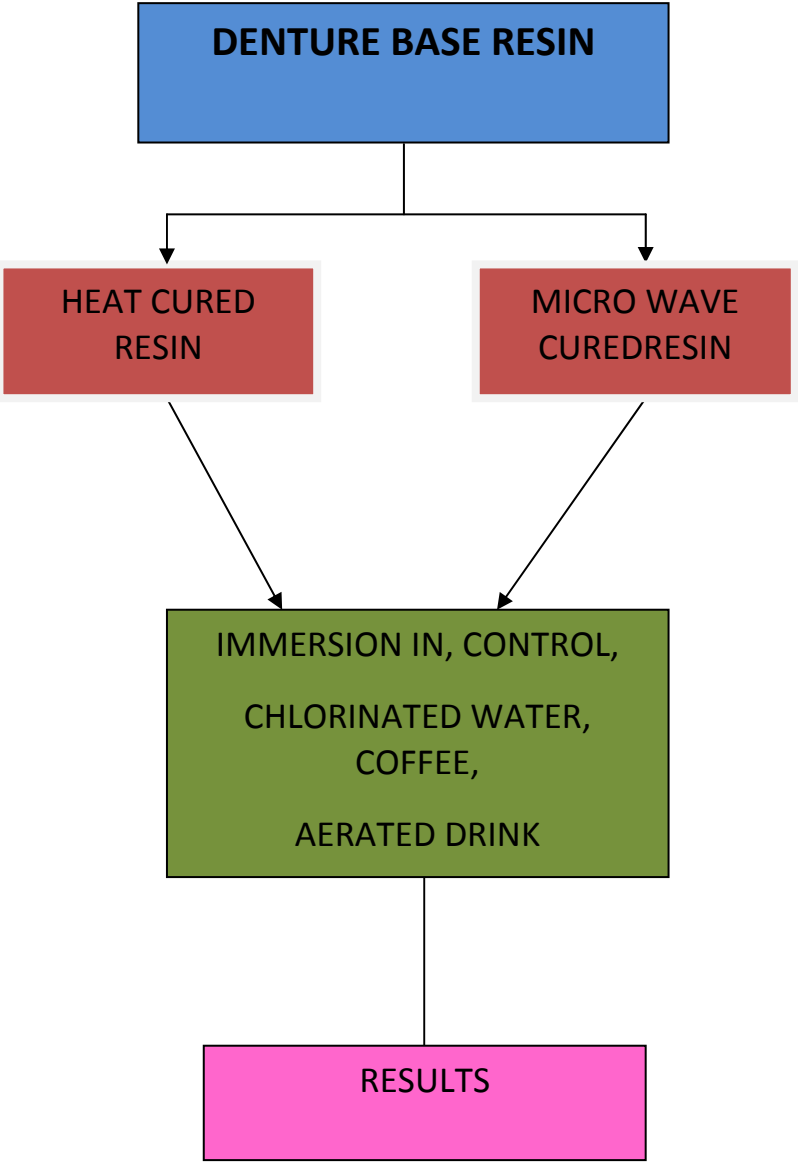 DENTURE BASE RESIN
HEAT CURED
RESIN
MICRO WAVE
CUREDRESIN
IMMERSION IN, CONTROL,
CHLORINATED WATER,
COFFEE,
AERATED DRINK
RESULTS